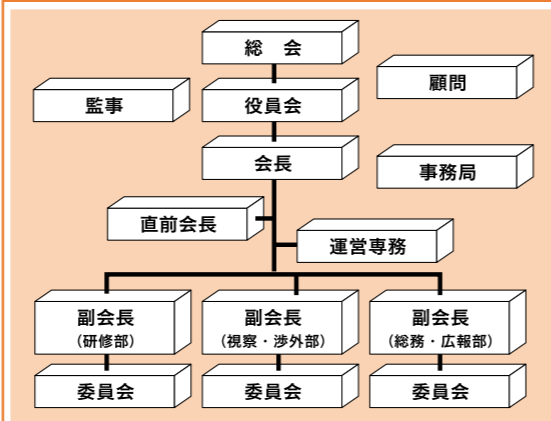 総　会
顧問
監事
役員会
会長
事務局
直前会長
運営専務
副会長
（研修部）
副会長
（視察・渉外部）
副会長
（総務・広報部）
委員会
委員会
委員会